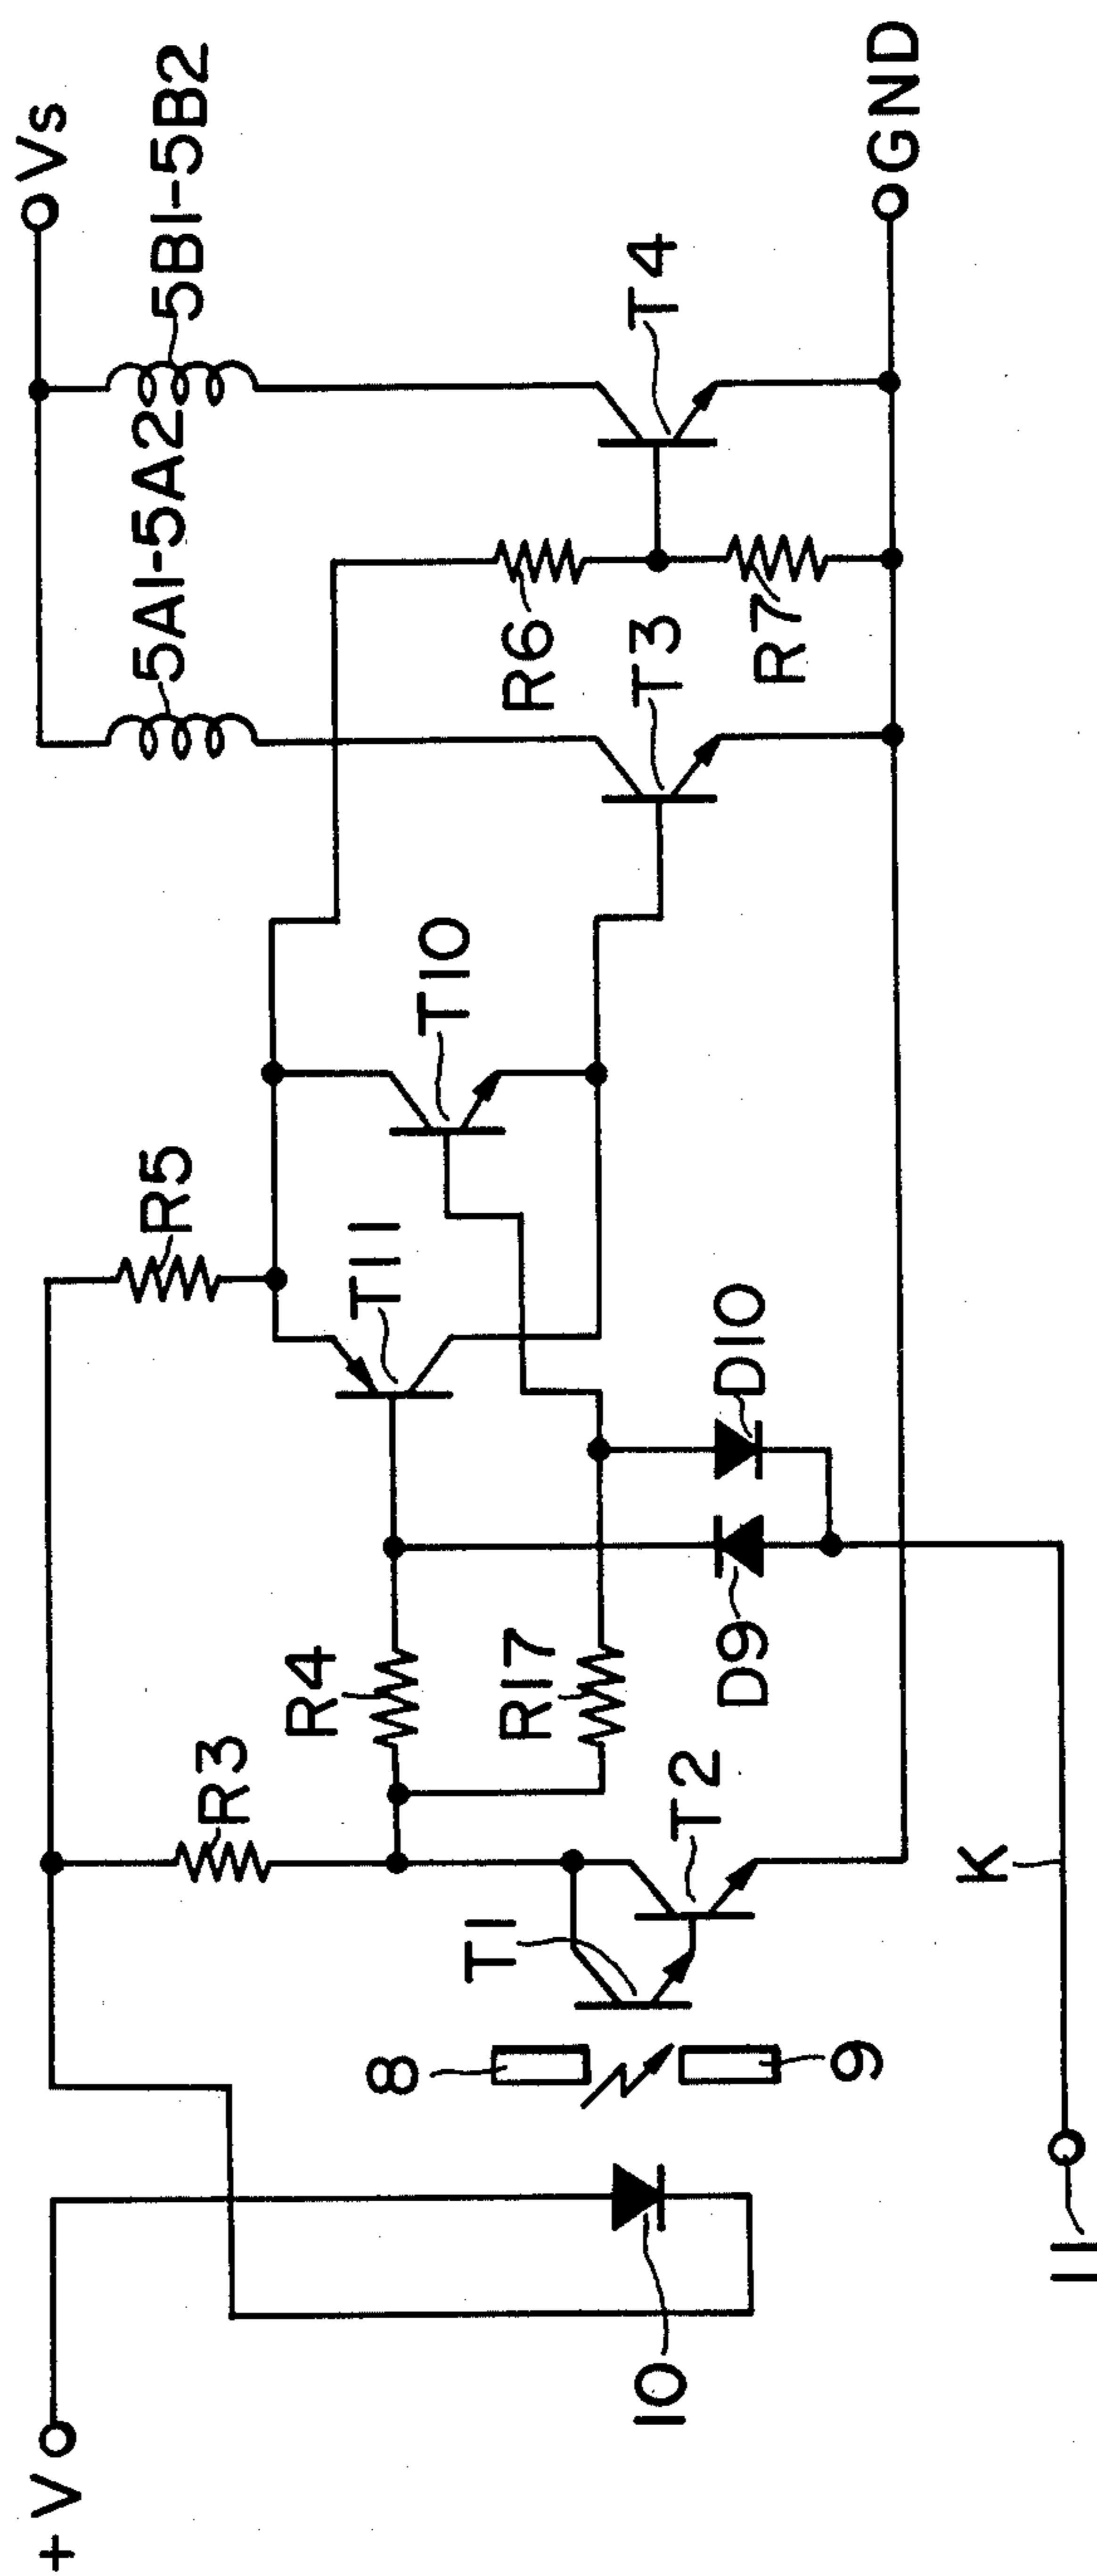 +V
Vs
5B1-5B2
5A1-5A2
R5
R3
R4
T11
T10
R6
T4
T3
R7
GND
R17
D10
D9
T2
T1
8
9
10
K
11